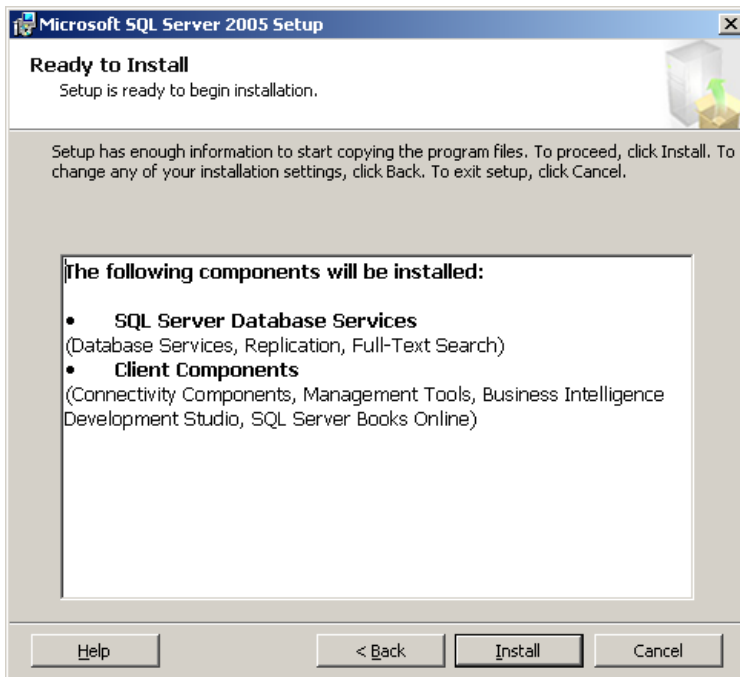 Microsoft SQL Server 2005 Setup
Ready to Install
Setup is ready to begin installation.
Setup has enough information to start copying the program files. To proceed, click Install. To
change any of your installation settings, click Back. To exit setup, click Cancel.
The following components will be installed:
• SQL Server Database Services
(Database Services, Replication, Full-Text Search)
• Client Components
(Connectivity Components, Management Tools, Business Intelligence
Development Studio, SQL Server Books Online)
Help < Back Install Cancel